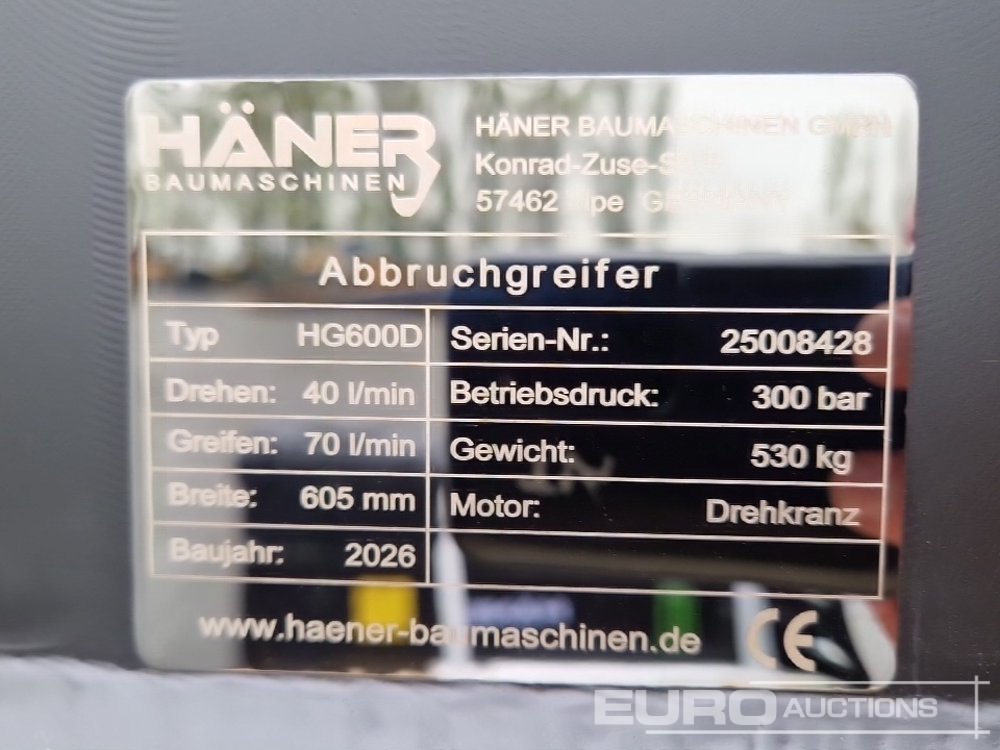 HÄNER
BAUMASCHINEN
HÄNER BAUMASCHINEN GMBH
Konrad-Zuse-
57462 GERMANY
Abbruchgreifer
Typ HG600D
Serien-Nr.: 25008428
Drehen: 40 l/min
Betriebsdruck: 300 bar
Greifen: 70 l/min
Gewicht: 530 kg
Breite: 605 mm
Motor: Drehkranz
Baujahr: 2026
www.haener-baumaschinen.de
CE
EURO AUCTIONS